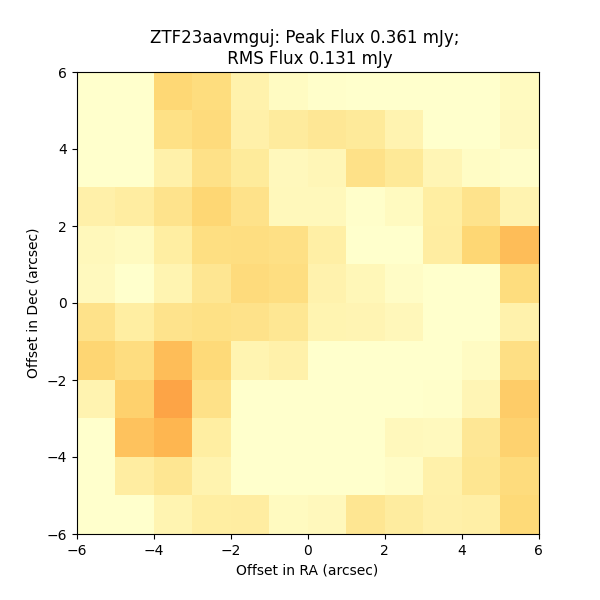 ZTF23aavmguj: Peak Flux 0.361 mJy;
RMS Flux 0.131 mJy
6
4
2
0
−2
−4
−6
Offset in Dec (arcsec)
−6 −4 −2 0 2 4 6
Offset in RA (arcsec)